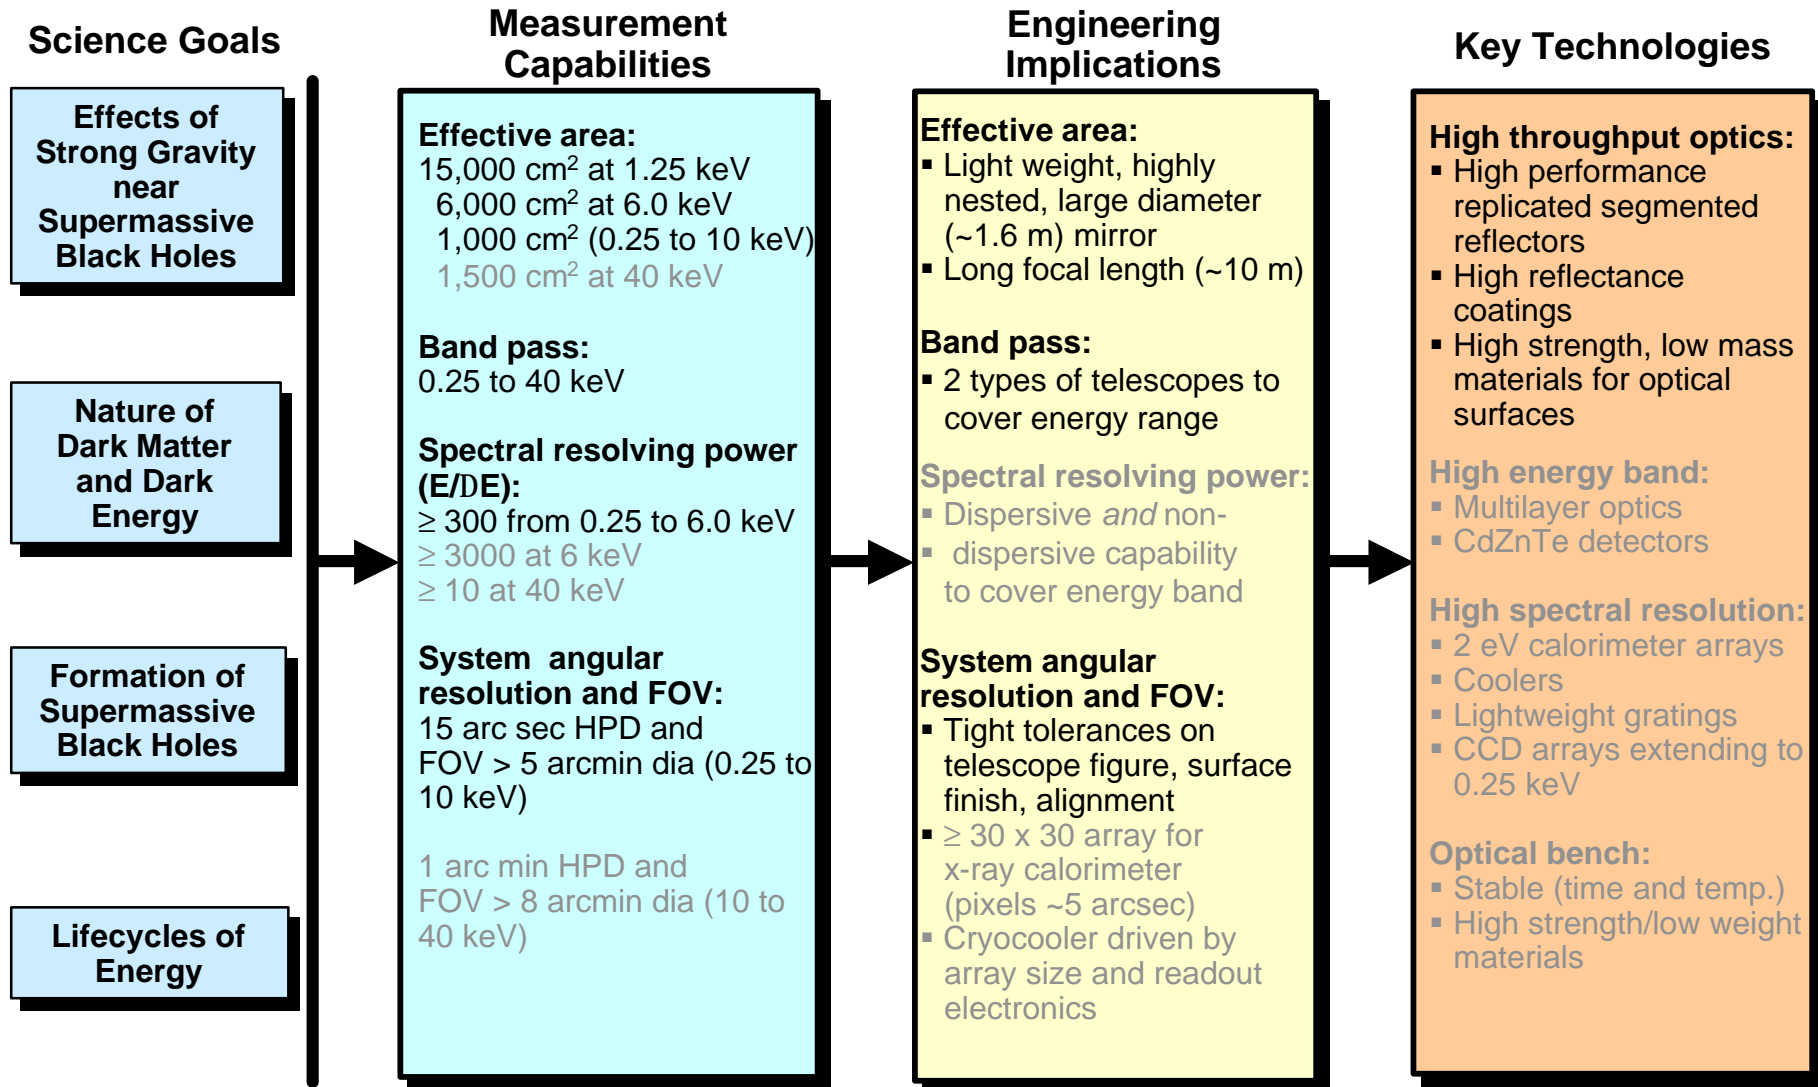 Science Goals
Effects of
Strong Gravity
near
Supermassive
Black Holes
Nature of
Dark Matter
and Dark
Energy
Formation of
Supermassive
Black Holes
Lifecycles of
Energy
Measurement
Capabilities
Effective area:
15,000 cm² at 1.25 keV
6,000 cm² at 6.0 keV
1,000 cm² (0.25 to 10 keV)
1,500 cm² at 40 keV
Band pass:
0.25 to 40 keV
Spectral resolving power
(E/DE):
≥ 300 from 0.25 to 6.0 keV
≥ 3000 at 6 keV
≥ 10 at 40 keV
System angular
resolution and FOV:
15 arc sec HPD and
FOV > 5 arcmin dia (0.25 to
10 keV)
1 arc min HPD and
FOV > 8 arcmin dia (10 to
40 keV)
Engineering
Implications
Effective area:
▪ Light weight, highly
nested, large diameter
(~1.6 m) mirror
▪ Long focal length (~10 m)
Band pass:
▪ 2 types of telescopes to
cover energy range
Spectral resolving power:
▪ Dispersive and non-
▪ dispersive capability
to cover energy band
System angular
resolution and FOV:
▪ Tight tolerances on
telescope figure, surface
finish, alignment
▪ ≥ 30 x 30 array for
x-ray calorimeter
(pixels ~5 arcsec)
▪ Cryocooler driven by
array size and readout
electronics
Key Technologies
High throughput optics:
▪ High performance
replicated segmented
reflectors
▪ High reflectance
coatings
▪ High strength, low mass
materials for optical
surfaces
High energy band:
▪ Multilayer optics
▪ CdZnTe detectors
High spectral resolution:
▪ 2 eV calorimeter arrays
▪ Coolers
▪ Lightweight gratings
▪ CCD arrays extending to
0.25 keV
Optical bench:
▪ Stable (time and temp.)
▪ High strength/low weight
materials